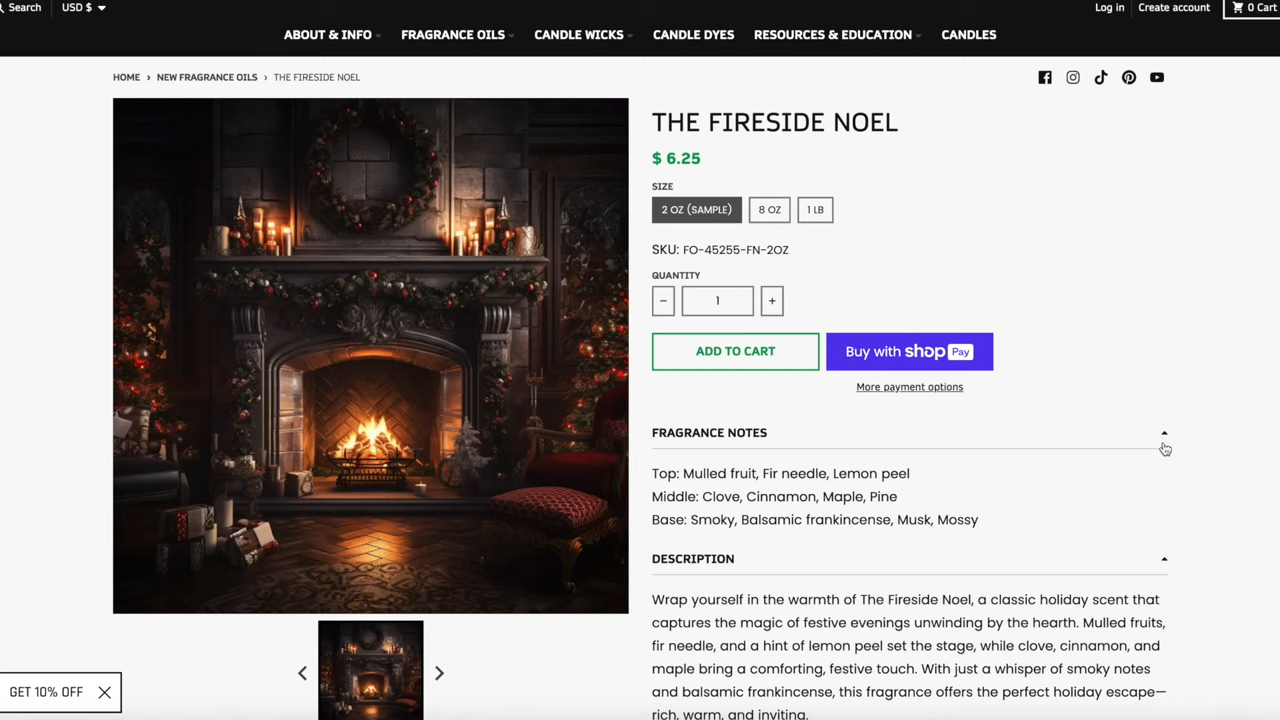 Search USD $ Log in Create account 0 Cart
ABOUT & INFO FRAGRANCE OILS CANDLE WICKS CANDLE DYES RESOURCES & EDUCATION CANDLES
HOME › NEW FRAGRANCE OILS › THE FIRESIDE NOEL
THE FIRESIDE NOEL
$ 6.25
SIZE
2 OZ (SAMPLE) 8 OZ 1 LB
SKU: FO-45255-FN-2OZ
QUANTITY
− 1 +
ADD TO CART Buy with shop Pay
More payment options
FRAGRANCE NOTES
Top: Mulled fruit, Fir needle, Lemon peel
Middle: Clove, Cinnamon, Maple, Pine
Base: Smoky, Balsamic frankincense, Musk, Mossy
DESCRIPTION
Wrap yourself in the warmth of The Fireside Noel, a classic holiday scent that
captures the magic of festive evenings unwinding by the hearth. Mulled fruits,
fir needle, and a hint of lemon peel set the stage, while clove, cinnamon, and
maple bring a comforting, festive touch. With just a whisper of smoky notes
and balsamic frankincense, this fragrance offers the perfect holiday escape—
rich, warm, and inviting.
GET 10% OFF